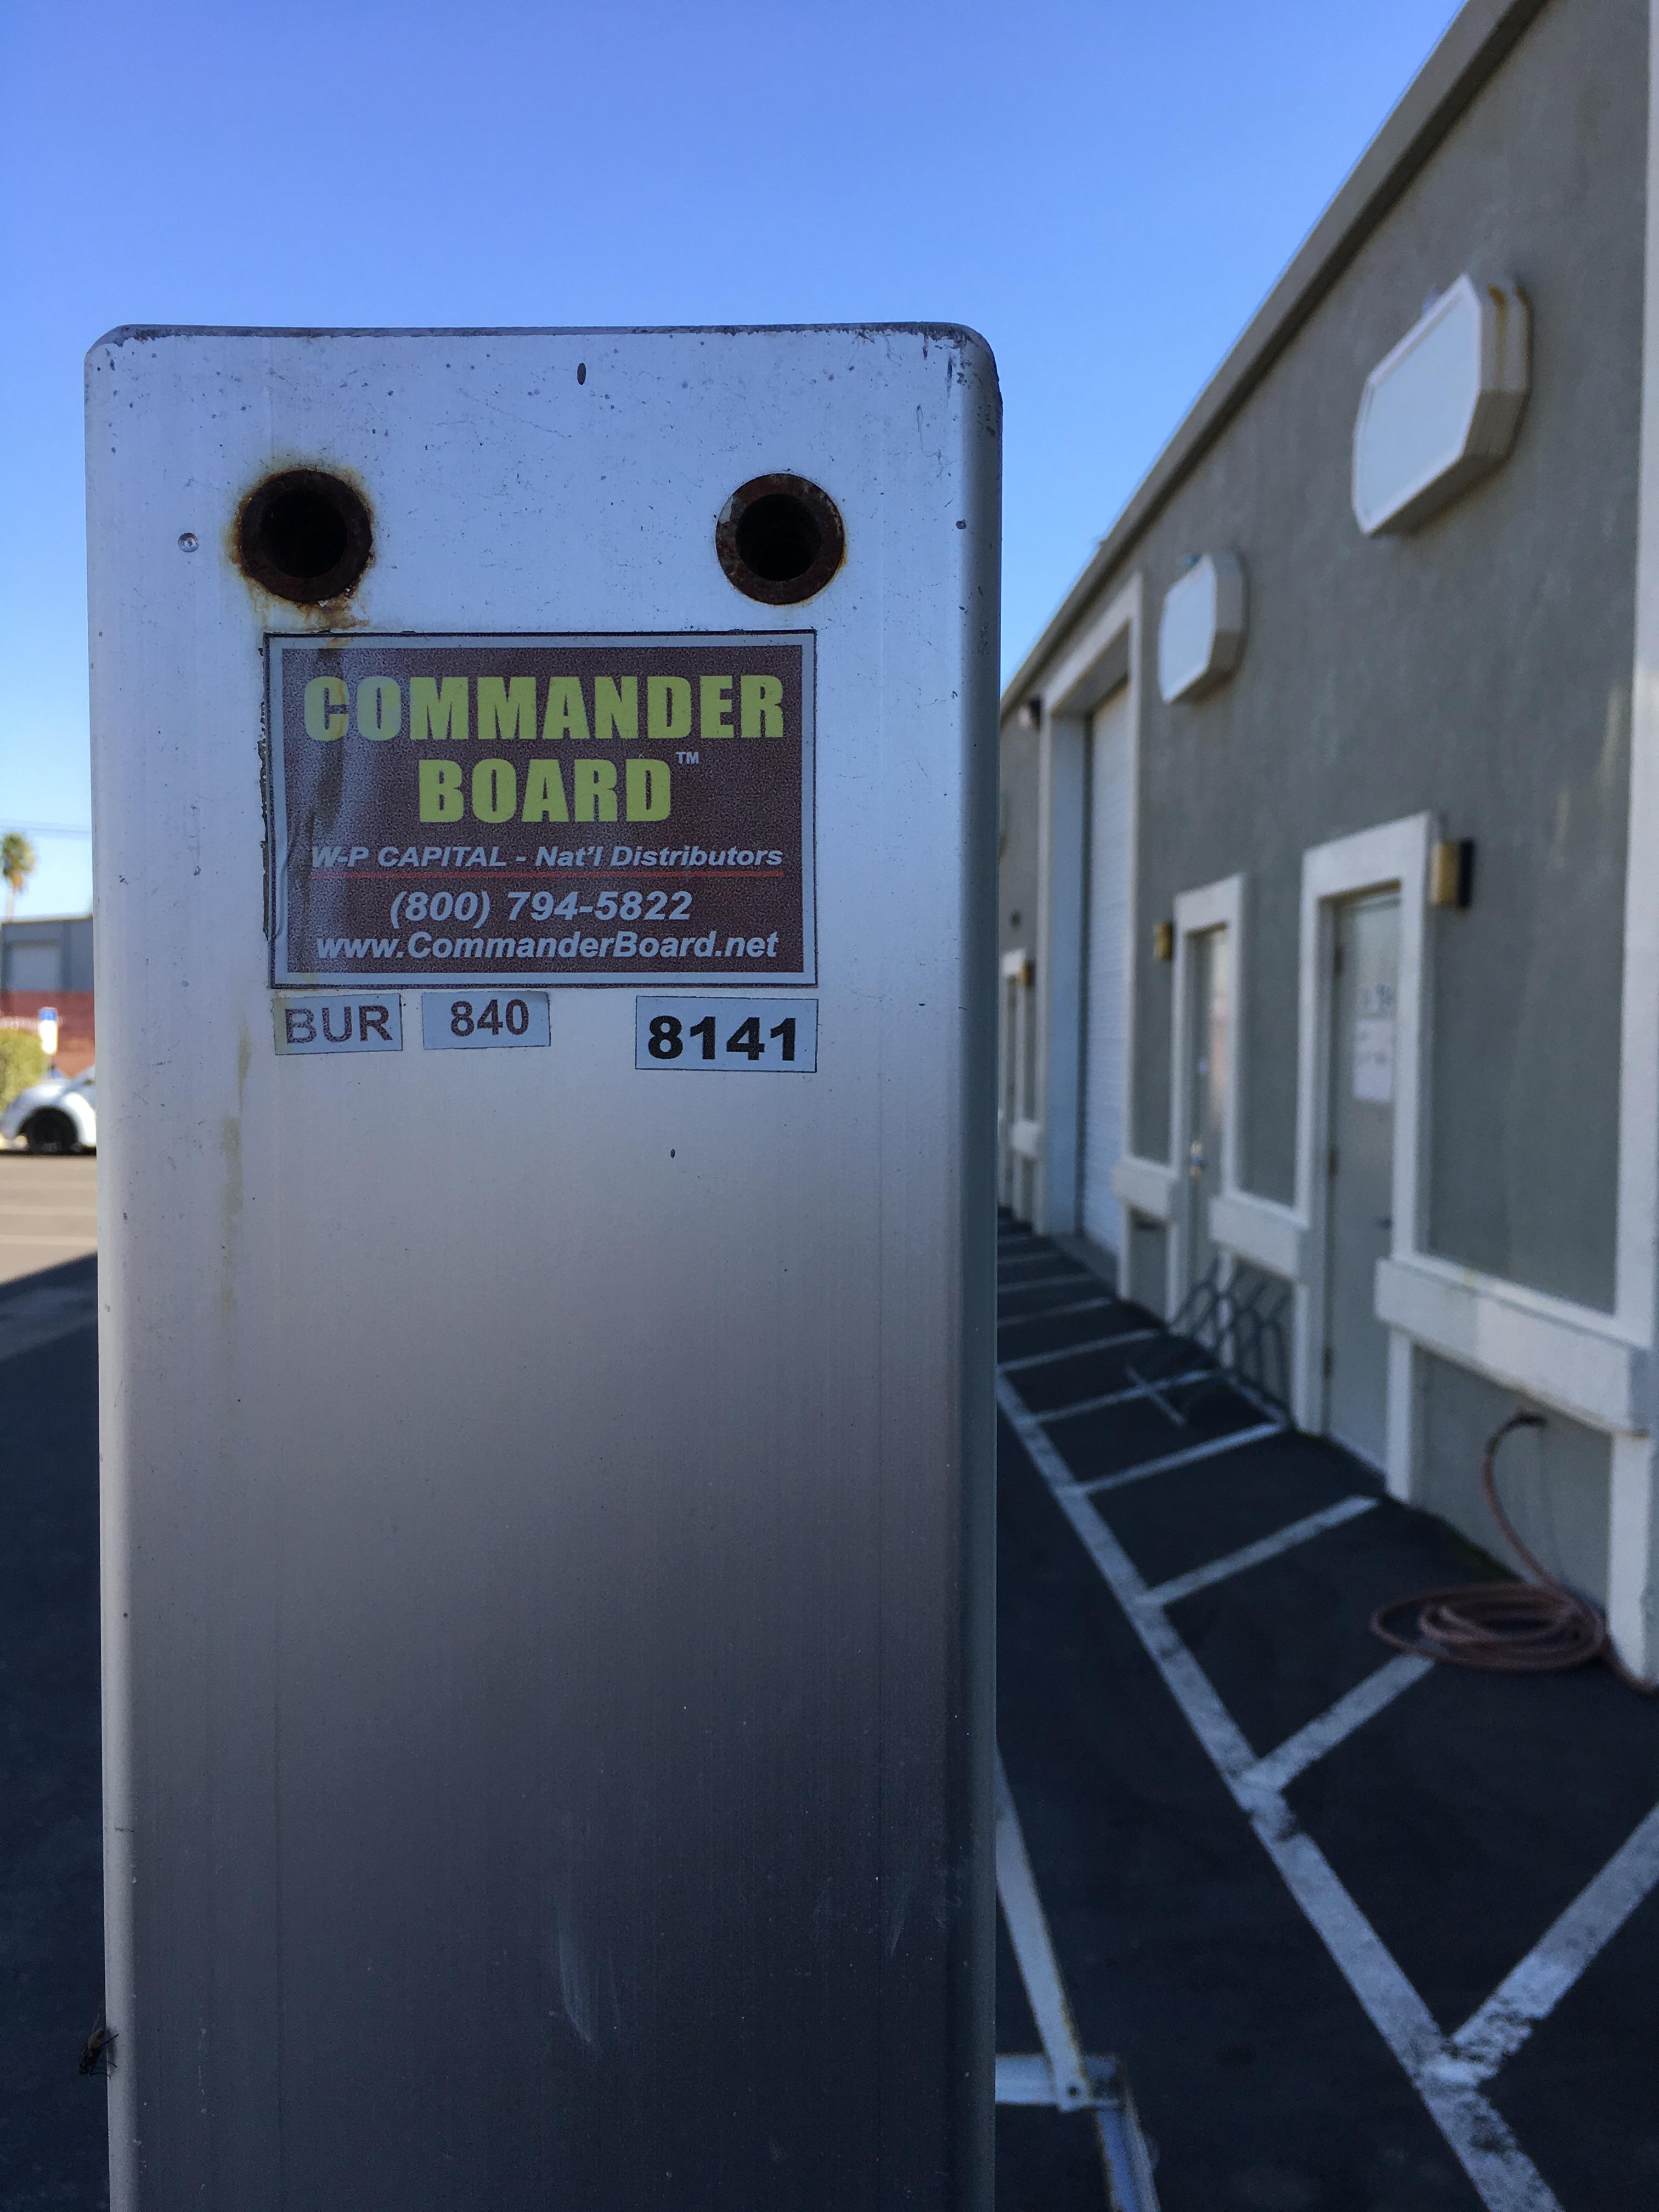 COMMANDER
BOARD™
W-P CAPITAL - Nat'l Distributors
(800) 794-5822
www.CommanderBoard.net
BUR 840 8141